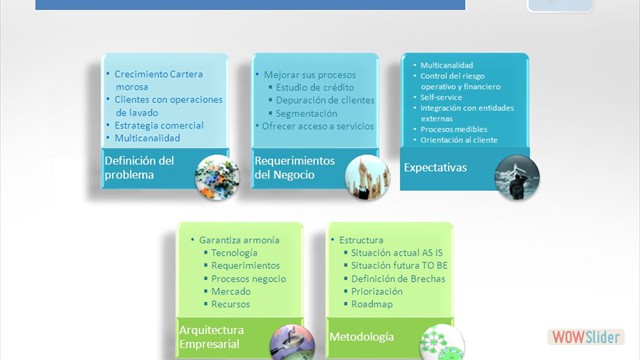 • Crecimiento Cartera
morosa
• Clientes con operaciones
de lavado
• Estrategia comercial
• Multicanalidad
Definición del
problema
• Mejorar sus procesos
▪ Estudio de crédito
▪ Depuración de clientes
▪ Segmentación
• Ofrecer acceso a servicios
Requerimientos
del Negocio
• Multicanalidad
• Control del riesgo
operativo y financiero
• Self-service
• Integración con entidades
externas
• Procesos medibles
• Orientación al cliente
Expectativas
• Garantiza armonía
▪ Tecnología
▪ Requerimientos
▪ Procesos negocio
▪ Mercado
▪ Recursos
Arquitectura
Empresarial
• Estructura
▪ Situación actual AS IS
▪ Situación futura TO BE
▪ Definición de Brechas
▪ Priorización
▪ Roadmap
Metodología
WOWSlider